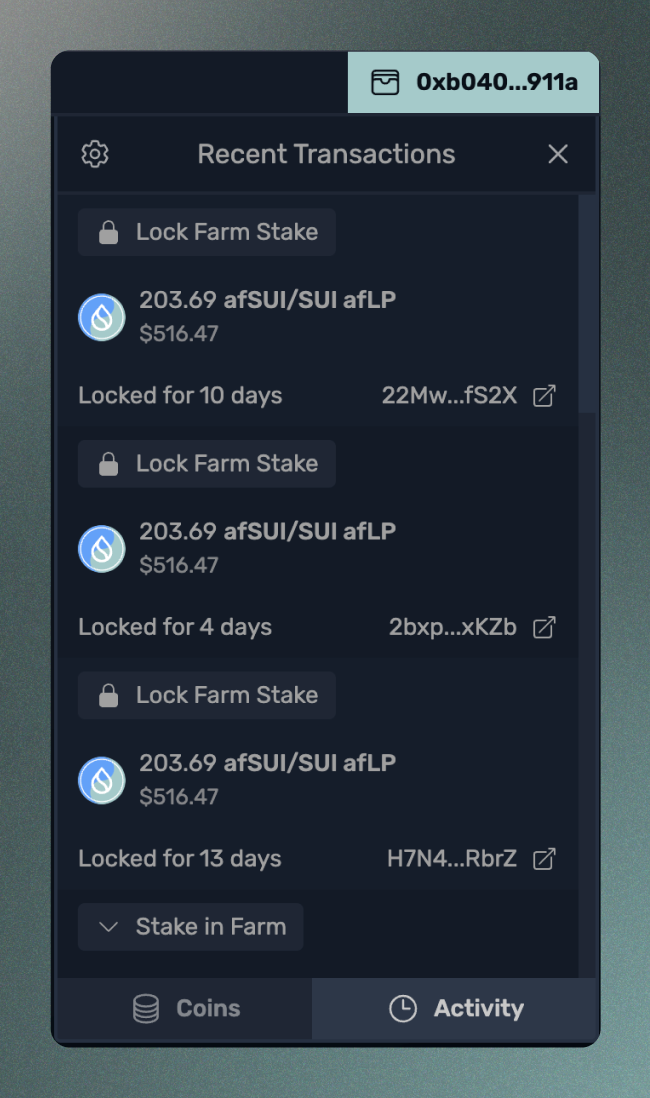 0xb040...911a
Recent Transactions
Lock Farm Stake
203.69 afSUI/SUI afLP
$516.47
Locked for 10 days 22Mw...fS2X
Lock Farm Stake
203.69 afSUI/SUI afLP
$516.47
Locked for 4 days 2bxp...xKZb
Lock Farm Stake
203.69 afSUI/SUI afLP
$516.47
Locked for 13 days H7N4...RbrZ
Stake in Farm
Coins Activity